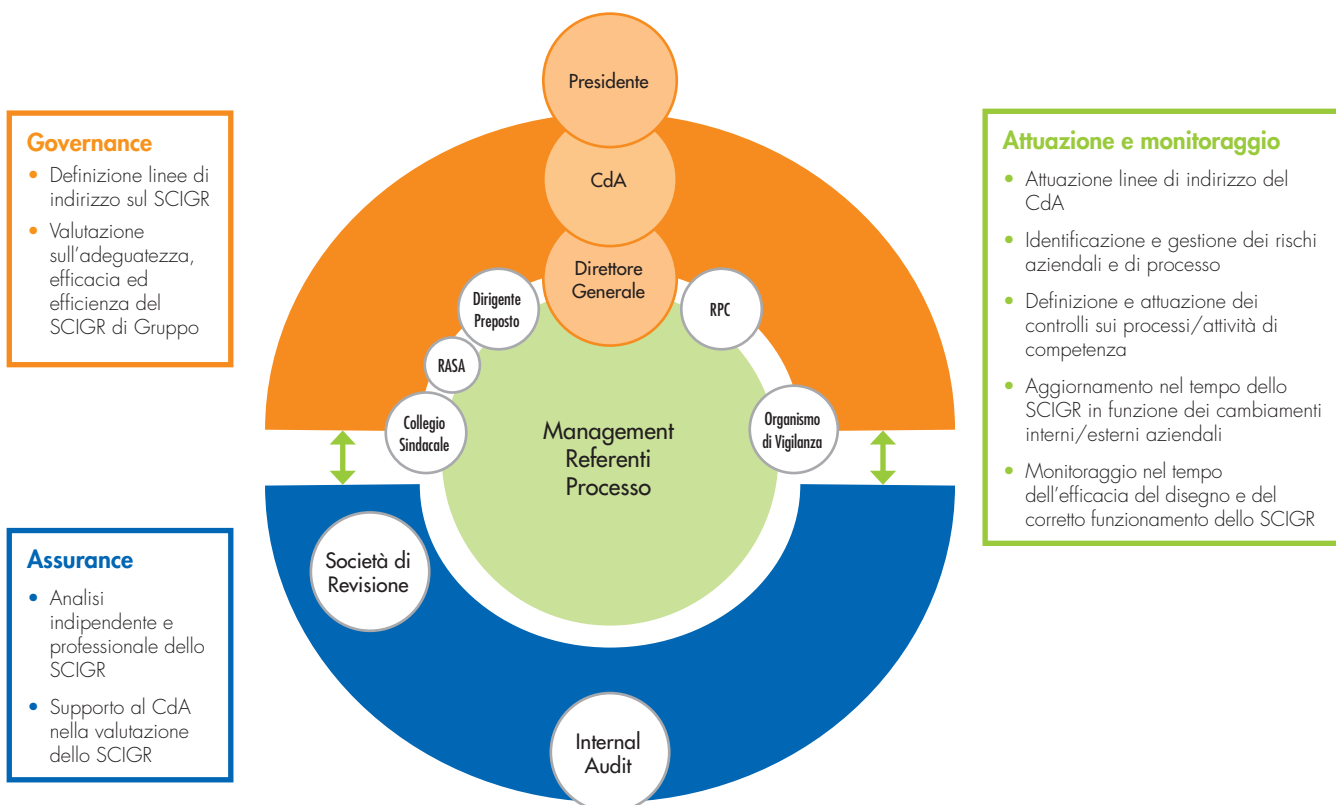 Presidente
CdA
Direttore
Generale
Dirigente
Preposto
RPC
RASA
Collegio
Sindacale
Organismo
di Vigilanza
Management
Referenti
Processo
Società di
Revisione
Internal
Audit
Governance
• Definizione linee di
indirizzo sul SCIGR
• Valutazione
sull’adeguatezza,
efficacia ed
efficienza del
SCIGR di Gruppo
Assurance
• Analisi
indipendente e
professionale dello
SCIGR
• Supporto al CdA
nella valutazione
dello SCIGR
Attuazione e monitoraggio
• Attuazione linee di indirizzo del
CdA
• Identificazione e gestione dei rischi
aziendali e di processo
• Definizione e attuazione dei
controlli sui processi/attività di
competenza
• Aggiornamento nel tempo dello
SCIGR in funzione dei cambiamenti
interni/esterni aziendali
• Monitoraggio nel tempo
dell’efficacia del disegno e del
corretto funzionamento dello SCIGR